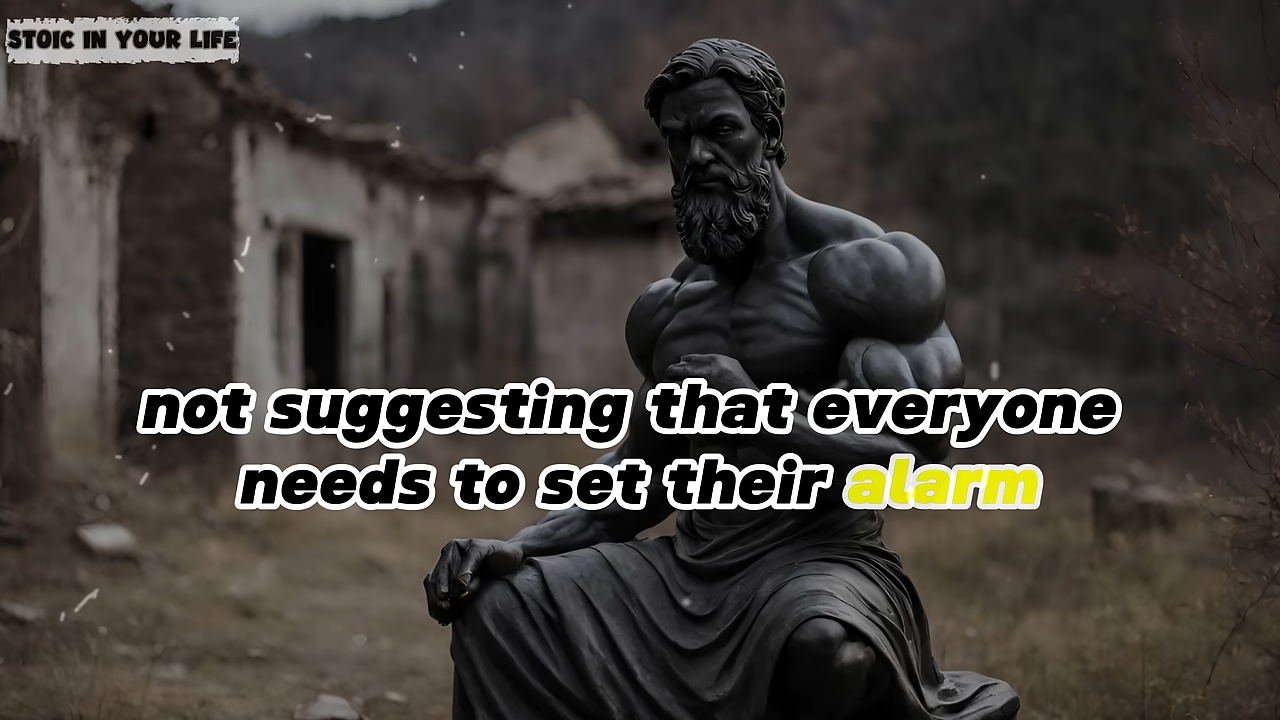 STOIC IN YOUR LIFE
not suggesting that everyone
needs to set their alarm